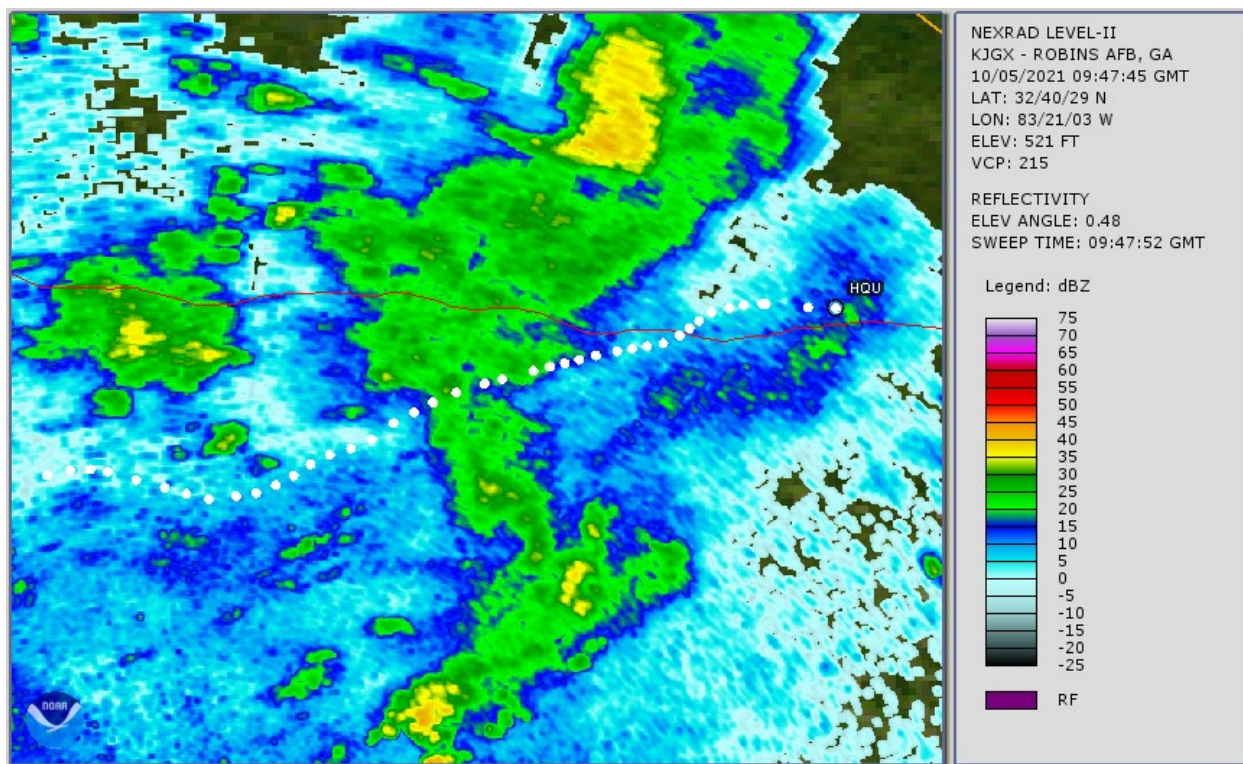 HQU
NOAA
NEXRAD LEVEL-II
KJGX - ROBINS AFB, GA
10/05/2021 09:47:45 GMT
LAT: 32/40/29 N
LON: 83/21/03 W
ELEV: 521 FT
VCP: 215
REFLECTIVITY
ELEV ANGLE: 0.48
SWEEP TIME: 09:47:52 GMT
Legend: dBZ
75
70
65
60
55
50
45
40
35
30
25
20
15
10
5
0
-5
-10
-15
-20
-25
RF